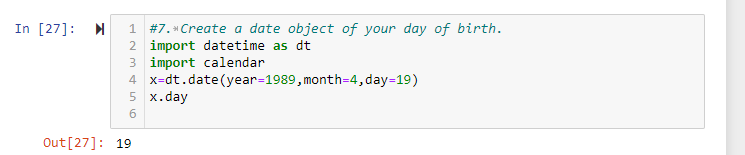 In [27]:
1 #7.*Create a date object of your day of birth.
2 import datetime as dt
3 import calendar
4 x=dt.date(year=1989,month=4,day=19)
5 x.day
6
Out[27]: 19